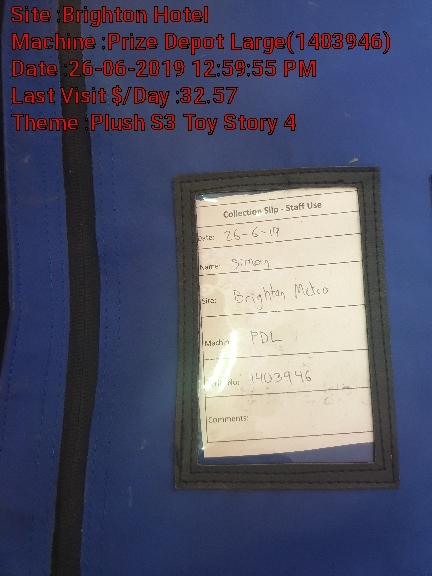 Site :Brighton Hotel
Machine :Prize Depot Large(1403946)
Date :26-06-2019 12:59:55 PM
Last Visit $/Day :32.57
Theme :Plush S3 Toy Story 4
Collection Slip - Staff Use
Date: 26-6-19
Name: Simon
Site: Brighton Metro
PDL
No: 1403946
Comments: